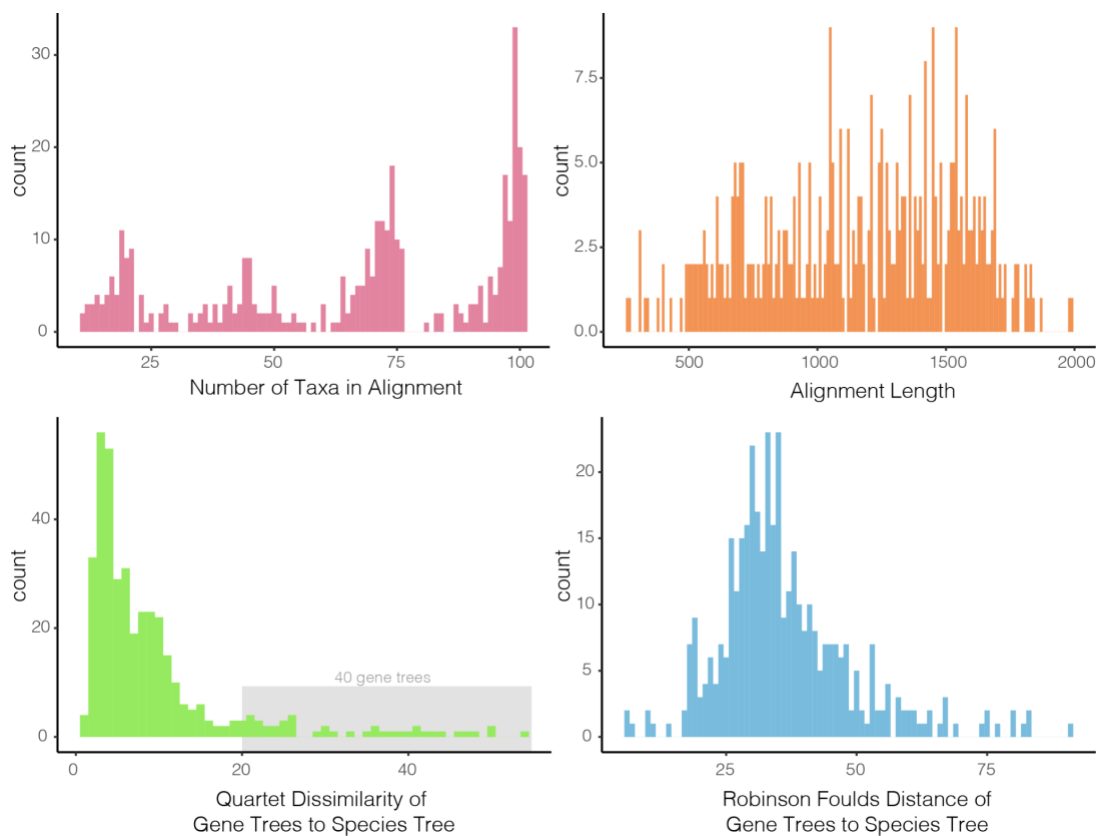 30
20
10
0
count
25
50
75
100
Number of Taxa in Alignment
7.5
5.0
2.5
0.0
count
500
1000
1500
2000
Alignment Length
40
20
0
count
40 gene trees
0
20
40
Quartet Dissimilarity of
Gene Trees to Species Tree
20
15
10
5
0
count
25
50
75
Robinson Foulds Distance of
Gene Trees to Species Tree